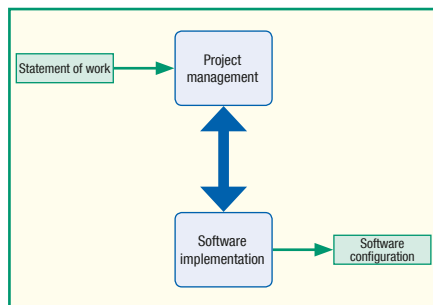 Statement of work
Project
management
Software
implementation
Software
configuration